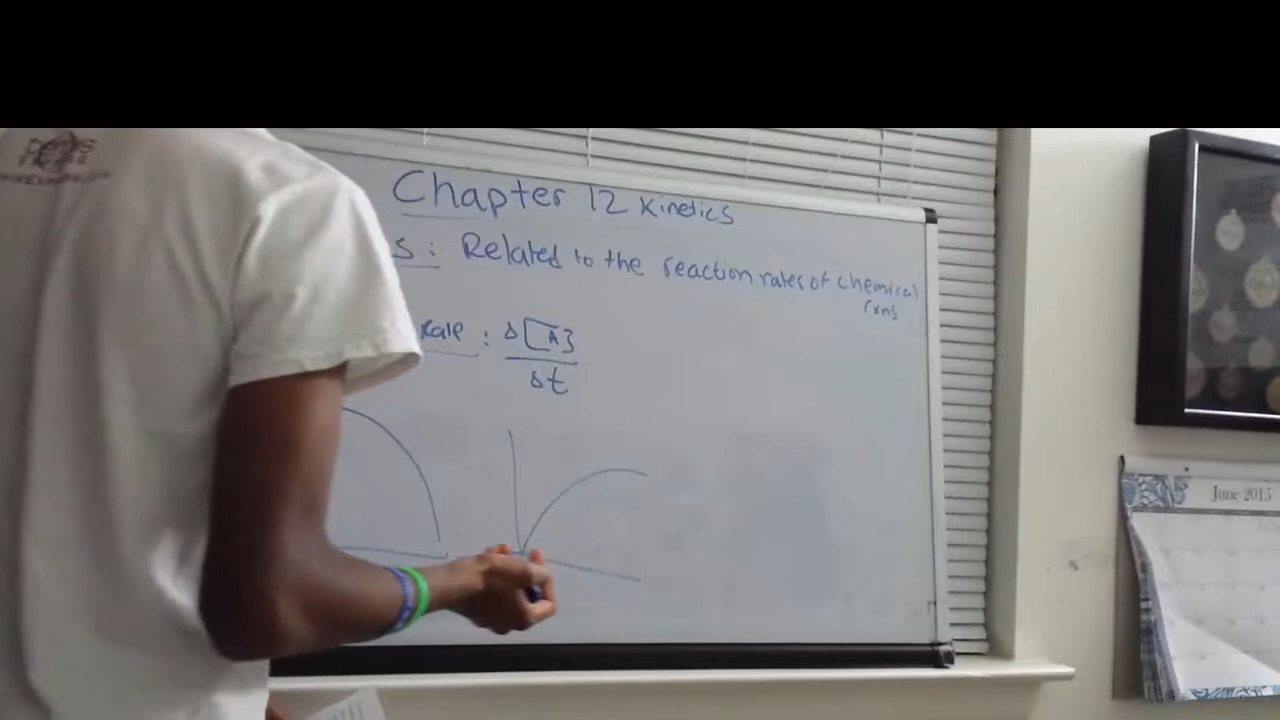 Chapter 12 Kinetics
s: Related to the reaction rates of chemical
rxns
Rate: Δ[A]
Δt
June 2015